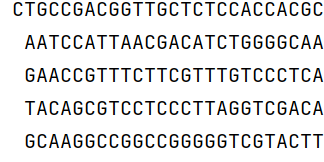 CTGCCGACGGTTGCTCTCCACCACGC
AATCCATTAACGACATCTGGGGCAA
GAACCGTTTCTTCGTTTGTCCCTCA
TACAGCGTCCTCCCTTAGGTCGACA
GCAAGGCCGGCCGGGGGTCGTACTT